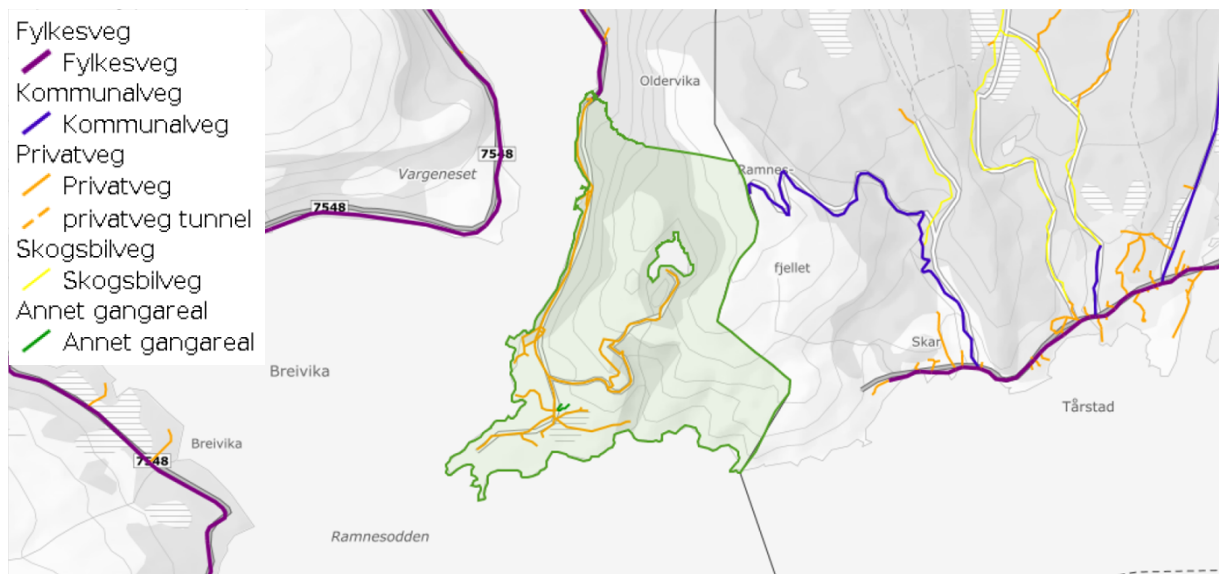 Fylkesveg
Fylkesveg
Kommunalveg
Kommunalveg
Privatveg
Privatveg
privatveg tunnel
Skogsbilveg
Skogsbilveg
Annet gangareal
Annet gangareal
Oldervika
7548
Vargeneset
Ramnes-
7548
fjellet
Skar
Breivika
Tårstad
Breivika
7548
Ramnesodden